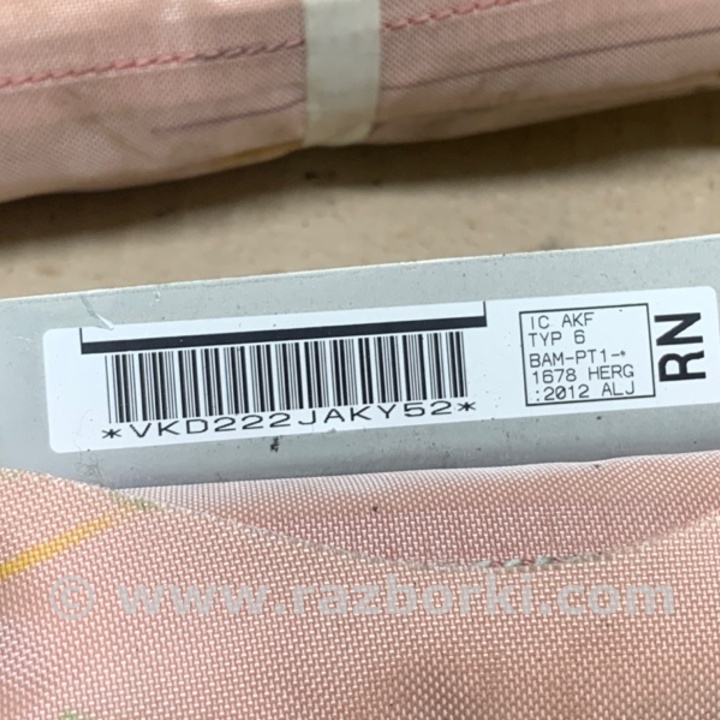 IC AKF
TYP 6
BAM-PT1-*
1678 HERG
:2012 ALJ
RN
*VKD222JAKY52*
© www.razborki.com